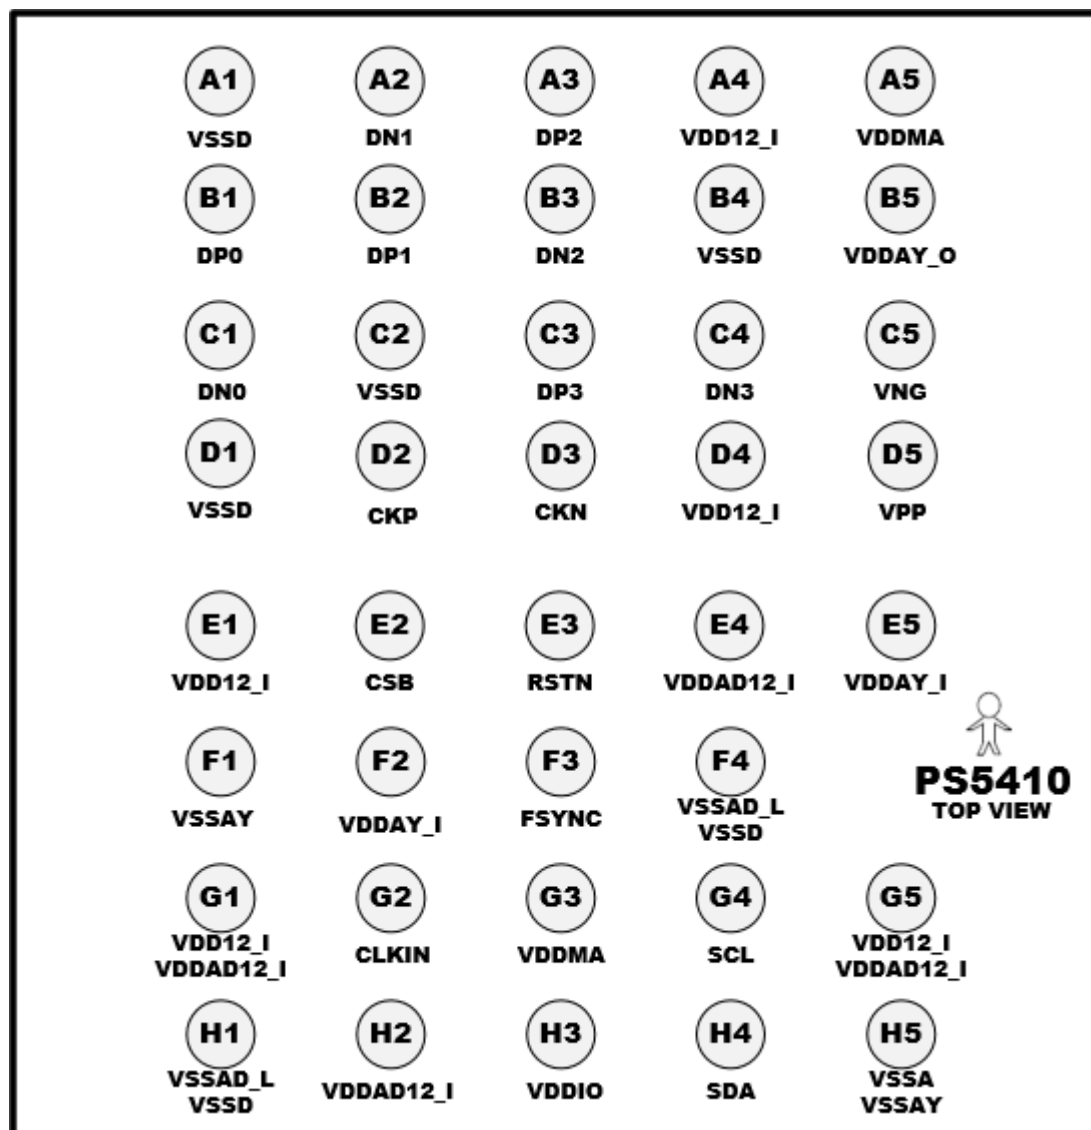 A1 A2 A3 A4 A5
VSSD DN1 DP2 VDD12_I VDDMA
B1 B2 B3 B4 B5
DP0 DP1 DN2 VSSD VDDAY_O
C1 C2 C3 C4 C5
DN0 VSSD DP3 DN3 VNG
D1 D2 D3 D4 D5
VSSD CKP CKN VDD12_I VPP
E1 E2 E3 E4 E5
VDD12_I CSB RSTN VDDAD12_I VDDAY_I
F1 F2 F3 F4
PS5410
TOP VIEW
VSSAY VDDAY_I FSYNC VSSAD_L
VSSD
G1 G2 G3 G4 G5
VDD12_I CLKIN VDDMA SCL VDD12_I
VDDAD12_I VDDAD12_I
H1 H2 H3 H4 H5
VSSAD_L VDDAD12_I VDDIO SDA VSSA
VSSD VSSAY